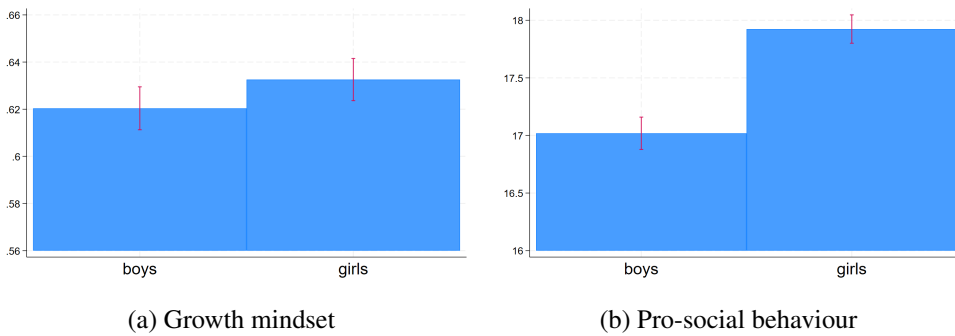 .66
.64
.62
.6
.58
.56
boys girls
(a) Growth mindset
18
17.5
17
16.5
16
boys girls
(b) Pro-social behaviour